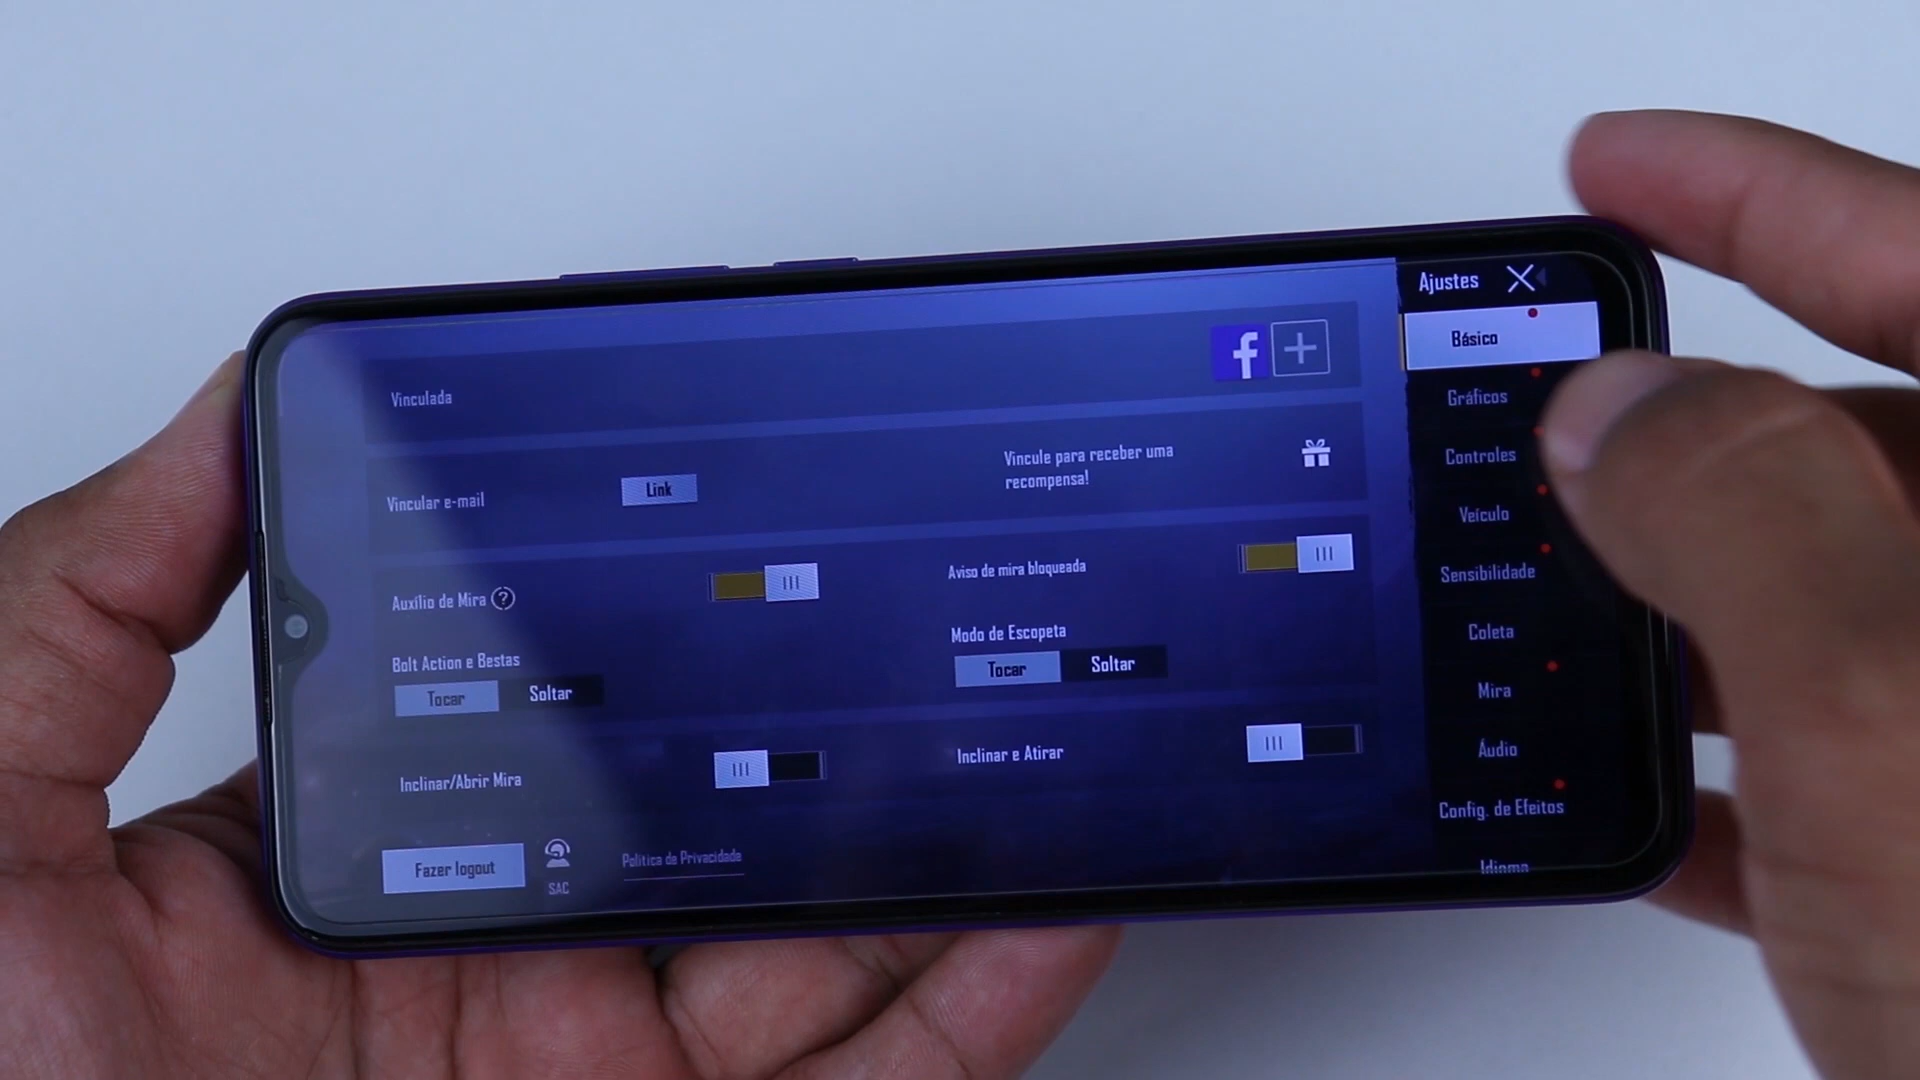 Ajustes
Vinculada
f
Vincular e-mail
Link
Vincule para receber uma
recompensa!
Auxílio de Mira ?
Aviso de mira bloqueada
Bolt Action e Bestas
Tocar
Soltar
Modo de Escopeta
Tocar
Soltar
Inclinar/Abrir Mira
Inclinar e Atirar
Fazer logout
SAC
Política de Privacidade
Básico
Gráficos
Controles
Veículo
Sensibilidade
Coleta
Mira
Áudio
Config. de Efeitos
Idioma